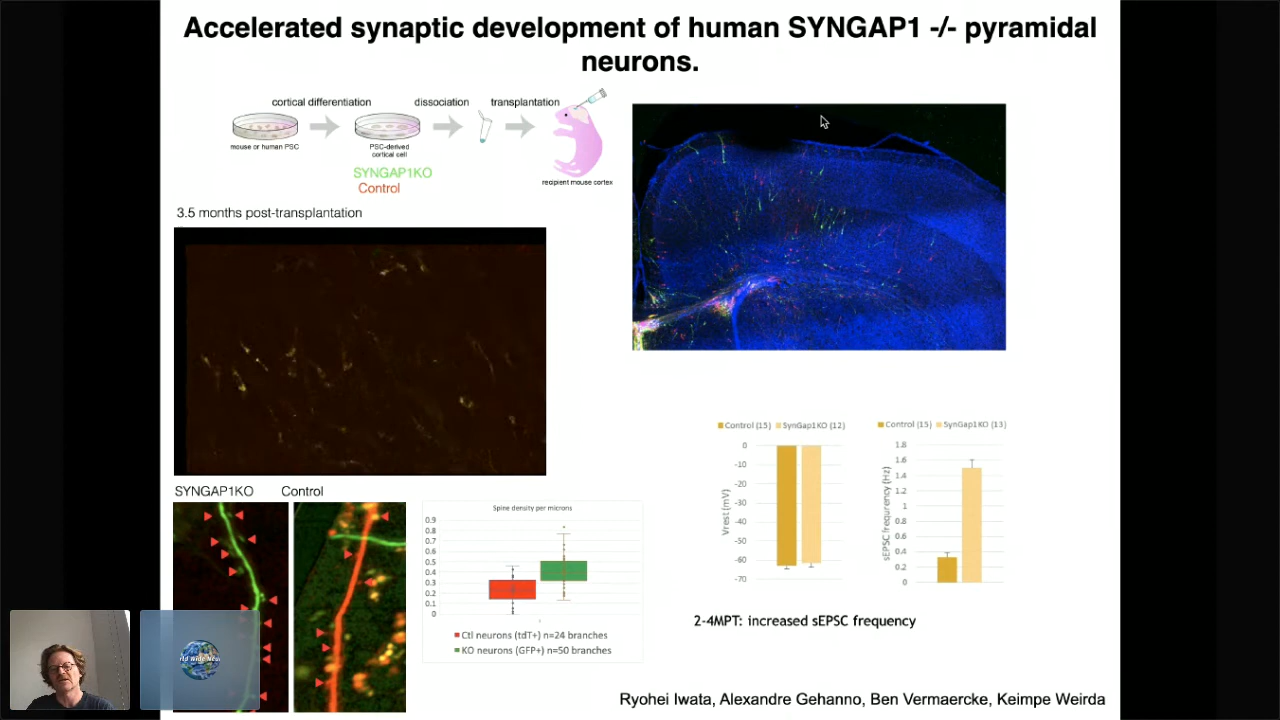 Accelerated synaptic development of human SYNGAP1 -/- pyramidal
neurons.
cortical differentiation
dissociation
transplantation
mouse or human PSC
PSC-derived
cortical cell
recipient mouse cortex
SYNGAP1KO
Control
3.5 months post-transplantation
SYNGAP1KO
Control
Spine density per microns
0.9
0.8
0.7
0.6
0.5
0.4
0.3
0.2
0.1
0
Ctl neurons (tdT+) n=24 branches
KO neurons (GFP+) n=50 branches
Control (15) SynGap1KO (12)
Vrest (mV)
0
-10
-20
-30
-40
-50
-60
-70
Control (15) SynGap1KO (13)
sEPSC frequrency (Hz)
1.8
1.6
1.4
1.2
1
0.8
0.6
0.4
0.2
0
2-4MPT: increased sEPSC frequency
Ryohei Iwata, Alexandre Gehanno, Ben Vermaercke, Keimpe Weirda